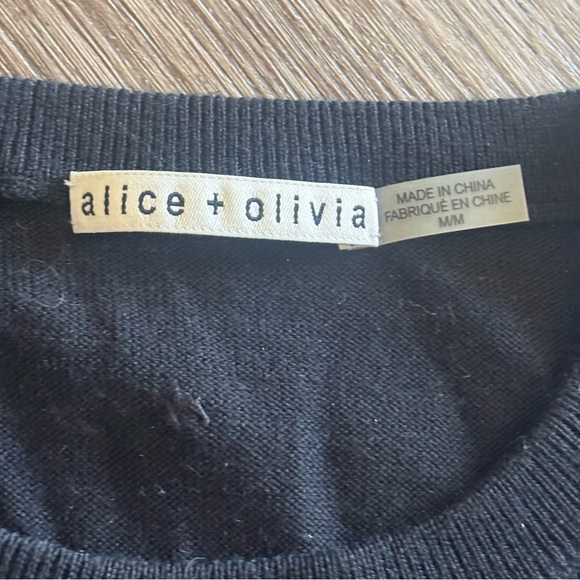 alice + olivia
MADE IN CHINA
FABRIQUÉ EN CHINE
M/M